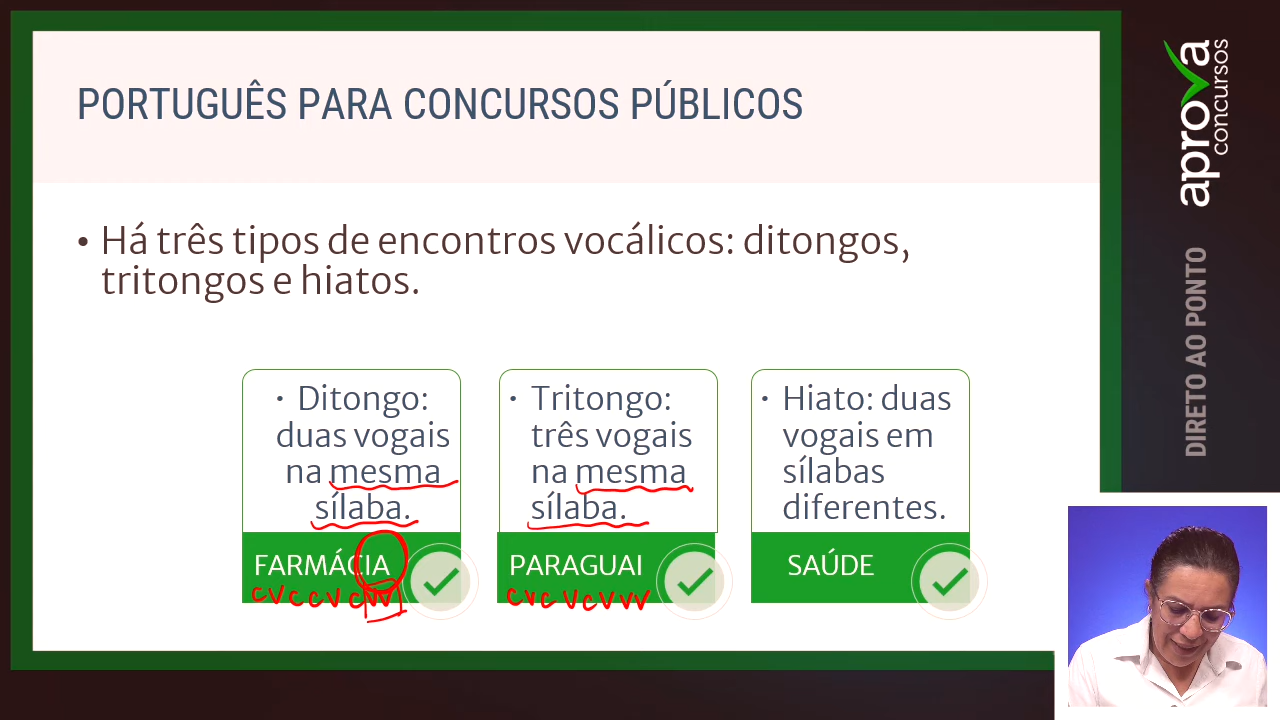 PORTUGUÊS PARA CONCURSOS PÚBLICOS
• Há três tipos de encontros vocálicos: ditongos,
tritongos e hiatos.
• Ditongo:
duas vogais
na mesma
sílaba.
FARMÁCIA
CVCCVCVV
• Tritongo:
três vogais
na mesma
sílaba.
PARAGUAI
CVCVCVVV
• Hiato: duas
vogais em
sílabas
diferentes.
SAÚDE
aprova
concursos
DIRETO AO PONTO